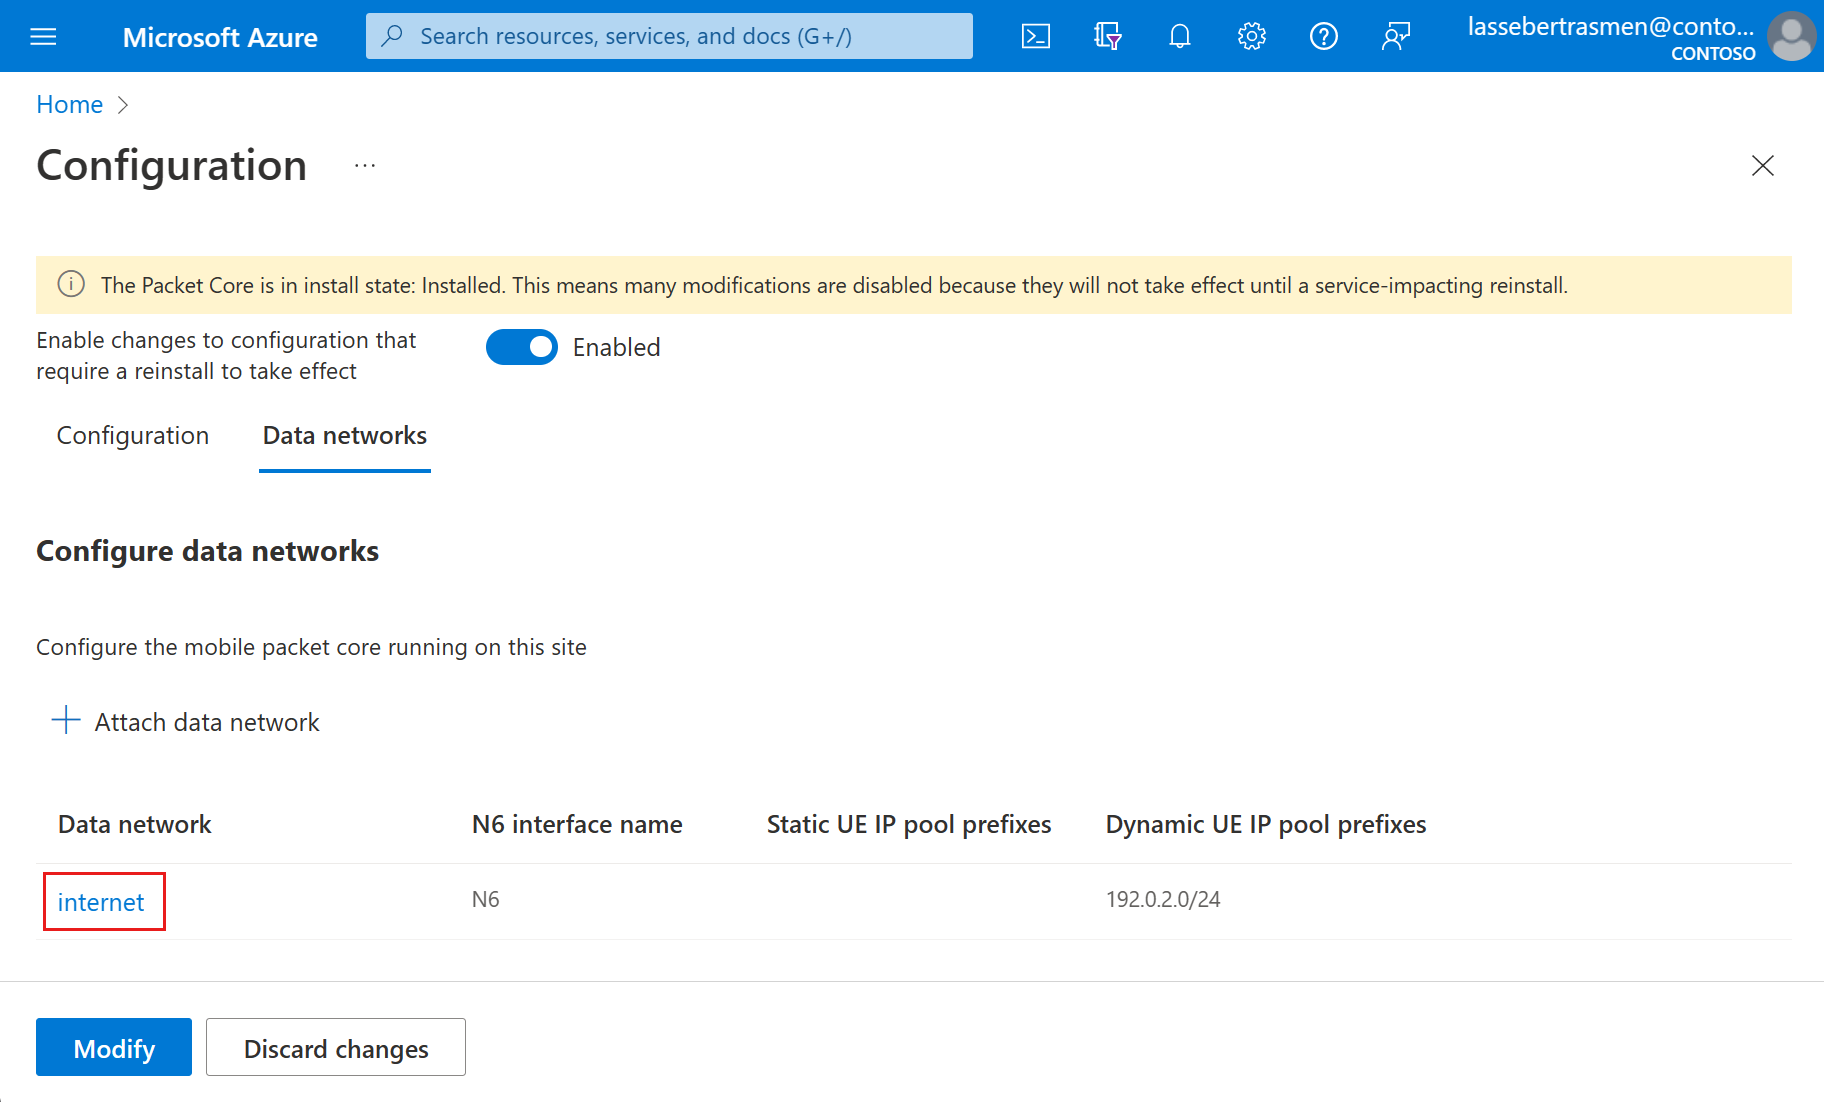 Microsoft Azure
Search resources, services, and docs (G+/)
lassebertrasmen@conto...
CONTOSO
Home
Configuration ...
The Packet Core is in install state: Installed. This means many modifications are disabled because they will not take effect until a service-impacting reinstall.
Enable changes to configuration that
require a reinstall to take effect
Enabled
Configuration Data networks
Configure data networks
Configure the mobile packet core running on this site
Attach data network
Data network N6 interface name Static UE IP pool prefixes Dynamic UE IP pool prefixes
internet N6 192.0.2.0/24
Modify Discard changes